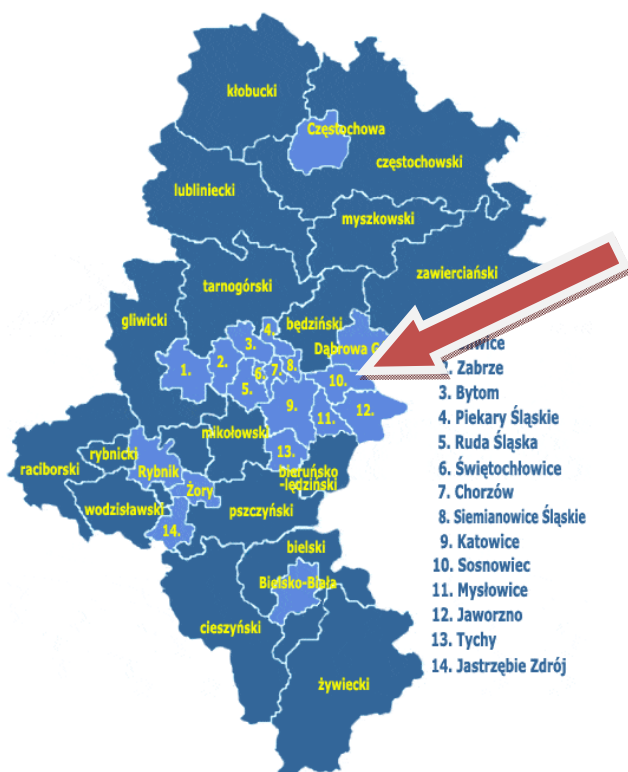 kłobucki
Częstochowa
częstochowski
lubliniecki
myszkowski
zawierciański
tarnogórski
gliwicki
będziński
Dąbrowa G
4.
3.
2.
1.
8.
7.
6.
5.
10.
9.
11.
12.
mikołowski
13.
rybnicki
raciborski
Rybnik
bieruńsko
-lędziński
Żory
wodzisławski
pszczyński
14.
bielski
Bielsko-Biała
cieszyński
żywiecki
Zabrze
3. Bytom
4. Piekary Śląskie
5. Ruda Śląska
6. Świętochłowice
7. Chorzów
8. Siemianowice Śląskie
9. Katowice
10. Sosnowiec
11. Mysłowice
12. Jaworzno
13. Tychy
14. Jastrzębie Zdrój